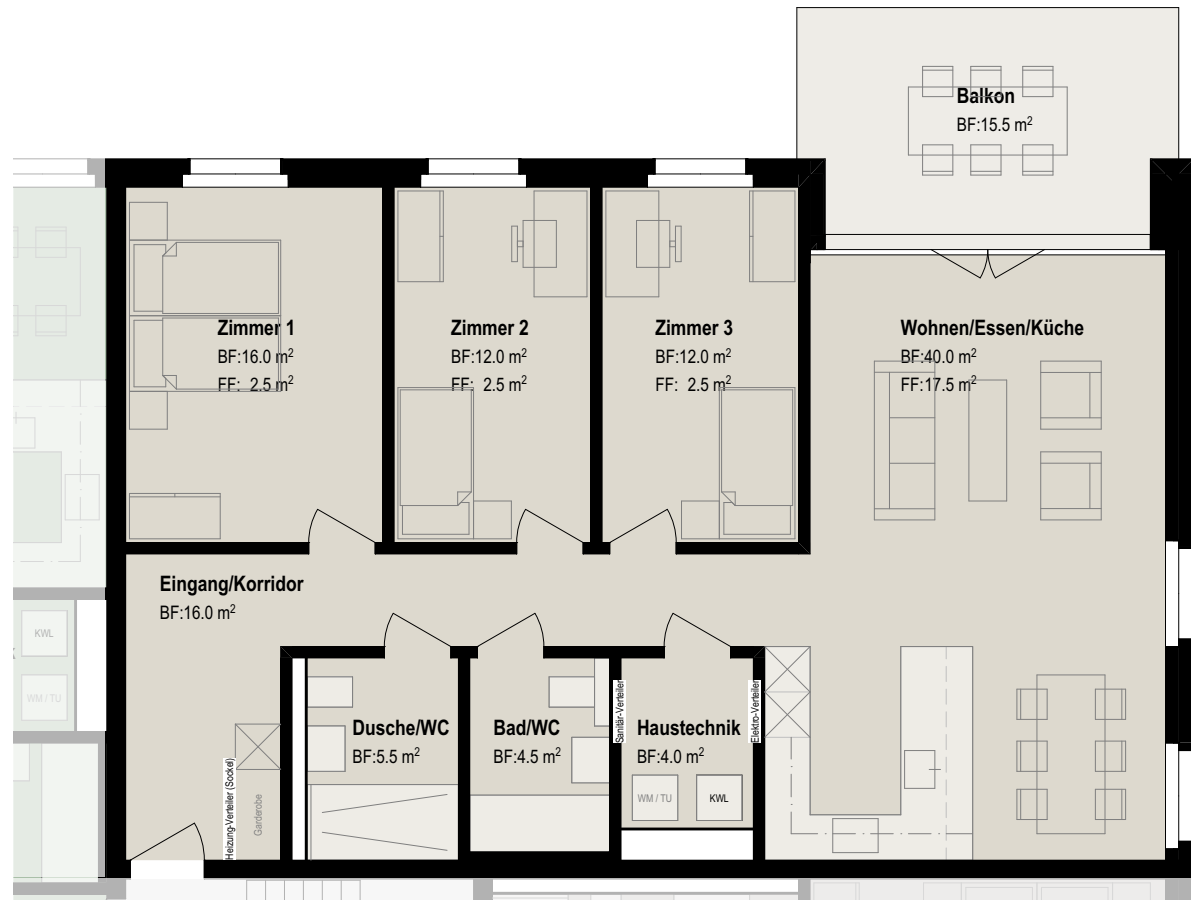 Balkon
BF:15.5 m²
Zimmer 1
BF:16.0 m²
FF: 2.5 m²
Zimmer 2
BF:12.0 m²
FF: 2.5 m²
Zimmer 3
BF:12.0 m²
FF: 2.5 m²
Wohnen/Essen/Küche
BF:40.0 m²
FF:17.5 m²
Eingang/Korridor
BF:16.0 m²
KWL
WM / TU
Dusche/WC
BF:5.5 m²
Bad/WC
BF:4.5 m²
Sanitär-Verteiler
Haustechnik
BF:4.0 m²
Elektro-Verteiler
WM / TU
KWL
Heizung-Verteiler (Sockel)
Garderobe